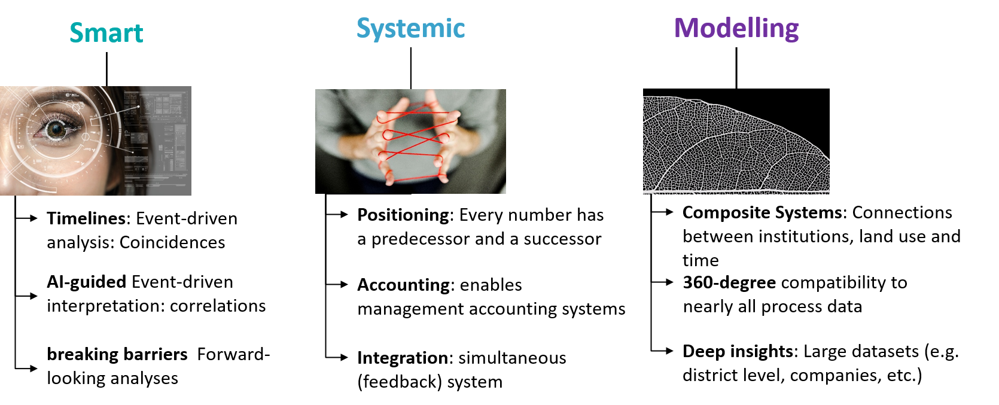 Smart
Timelines: Event-driven
analysis: Coincidences
AI-guided Event-driven
interpretation: correlations
breaking barriers  Forward-
looking analyses
Systemic
Positioning: Every number has
a predecessor and a successor
Accounting: enables
management accounting systems
Integration: simultaneous
(feedback) system
Modelling
Composite Systems: Connections
between institutions, land use and
time
360-degree compatibility to
nearly all process data
Deep insights: Large datasets (e.g.
district level, companies, etc.)